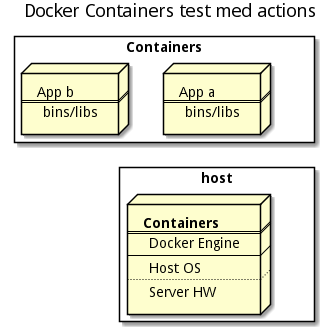 Docker Containers test med actions
Containers
App b
bins/libs
App a
bins/libs
host
Containers
Docker Engine
Host OS
Server HW